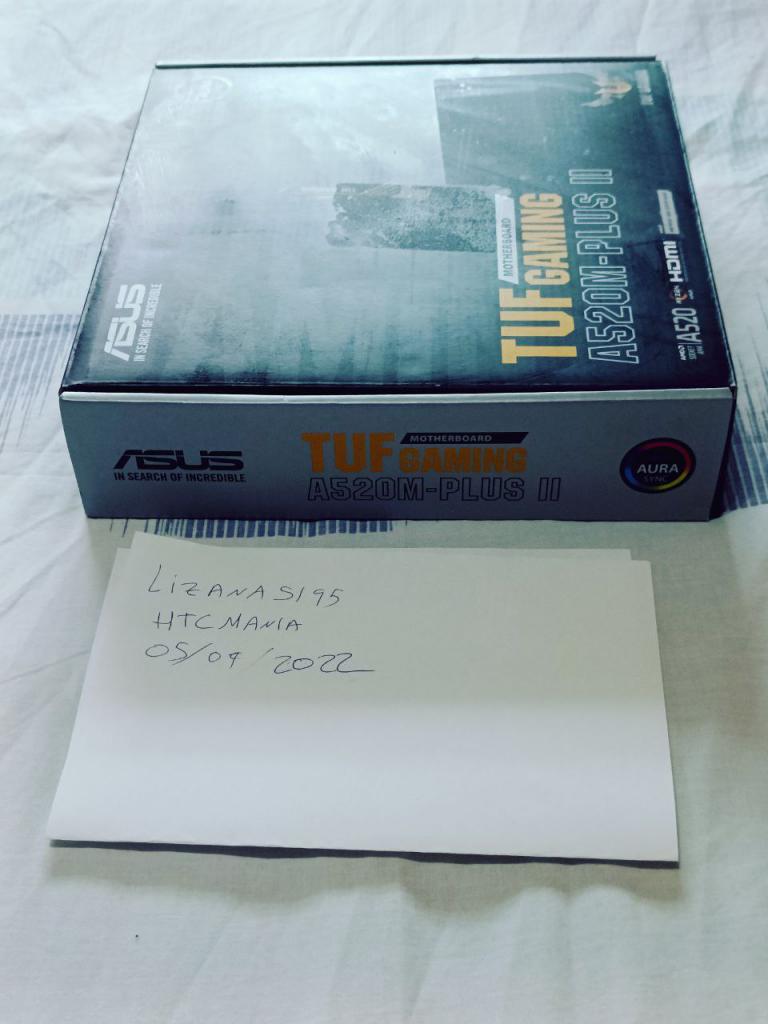 ASUS
IN SEARCH OF INCREDIBLE
MOTHERBOARD
TUF GAMING
A520M-PLUS II
AMD
A520
HDMI
ASUS
IN SEARCH OF INCREDIBLE
TUF GAMING
MOTHERBOARD
A520M-PLUS II
AURA
SYNC
LIZANAS195
HTCMANIA
05/09/2022